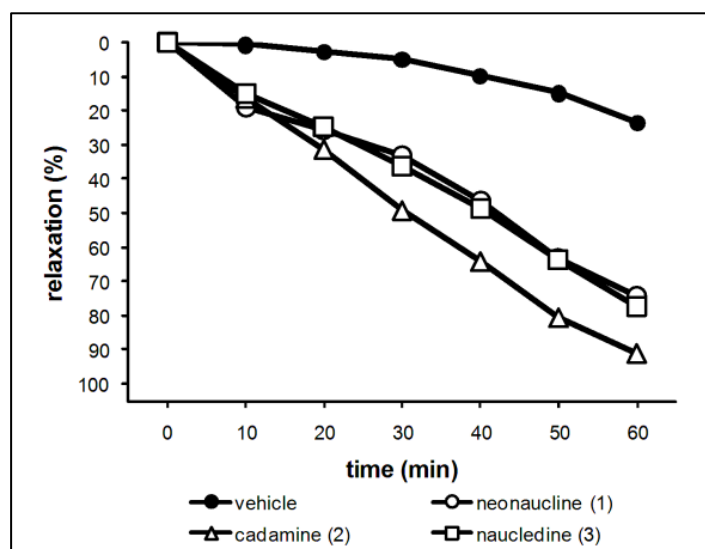 0
10
20
30
40
50
60
70
80
90
100
relaxation (%)
0 10 20 30 40 50 60
time (min)
vehicle neonaucline (1)
cadamine (2) naucledine (3)